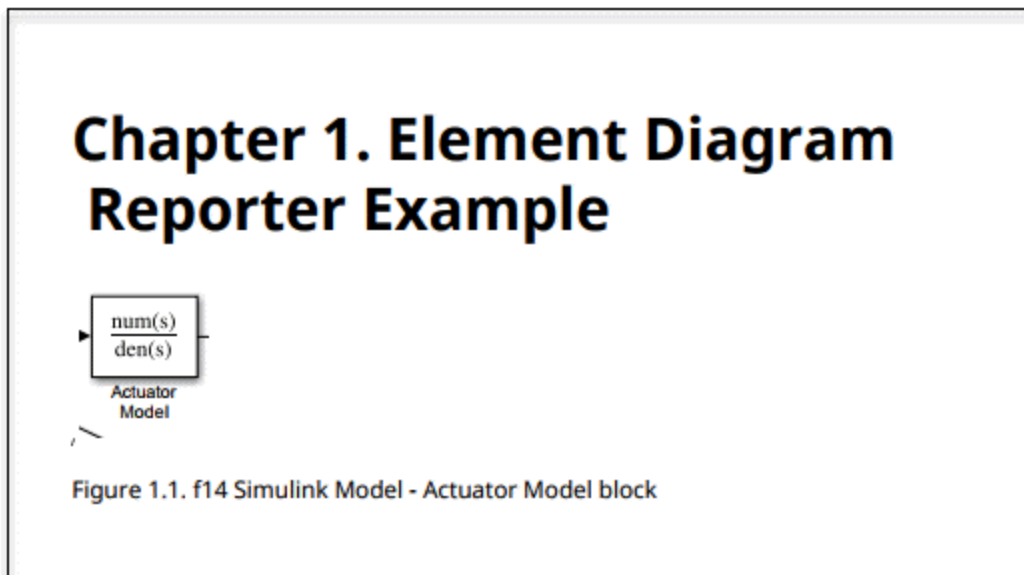 Chapter 1. Element Diagram
Reporter Example
num(s)
den(s)
Actuator
Model
Figure 1.1. f14 Simulink Model - Actuator Model block